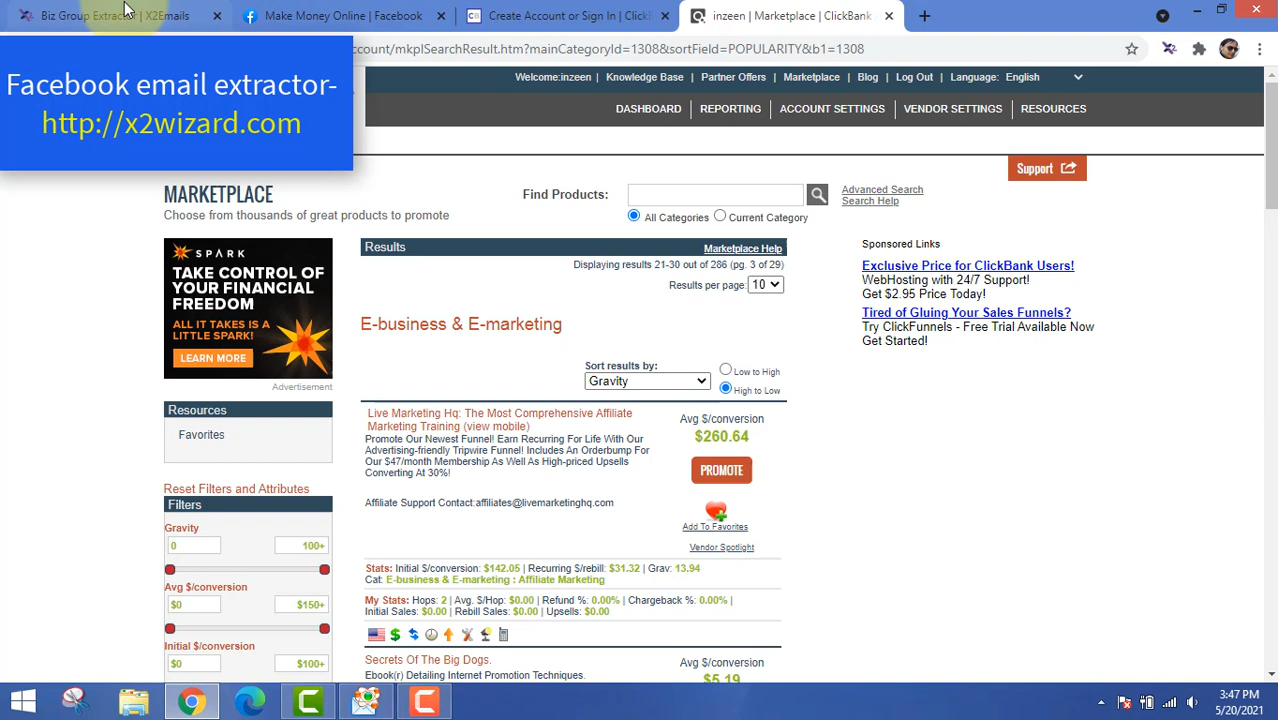 Biz Group Extractor | X2Emails
Make Money Online | Facebook
Create Account or Sign In | Click
inzeen | Marketplace | ClickBank A
ccount/mkplSearchResult.htm?mainCategoryId=1308&sortField=POPULARITY&b1=1308
Facebook email extractor-
http://x2wizard.com
Welcome:inzeen | Knowledge Base | Partner Offers | Marketplace | Blog | Log Out | Language: English
DASHBOARD | REPORTING | ACCOUNT SETTINGS | VENDOR SETTINGS | RESOURCES
Support
MARKETPLACE
Choose from thousands of great products to promote
Find Products:
Advanced Search
Search Help
All Categories Current Category
SPARK
TAKE CONTROL OF
YOUR FINANCIAL
FREEDOM
ALL IT TAKES IS A
LITTLE SPARK!
LEARN MORE
Advertisement
Resources
Favorites
Reset Filters and Attributes
Filters
Gravity
0 100+
Avg $/conversion
$0 $150+
Initial $/conversion
$0 $100+
Results Marketplace Help
Displaying results 21-30 out of 286 (pg. 3 of 29)
Results per page: 10
E-business & E-marketing
Sort results by:
Gravity
Low to High
High to Low
Live Marketing Hq: The Most Comprehensive Affiliate
Marketing Training (view mobile)
Promote Our Newest Funnel! Earn Recurring For Life With Our
Advertising-friendly Tripwire Funnel! Includes An Orderbump For
Our $47/month Membership As Well As High-priced Upsells
Converting At 30%!
Affiliate Support Contact:affiliates@livemarketinghq.com
Avg $/conversion
$260.64
PROMOTE
Add To Favorites
Vendor Spotlight
Stats: Initial $/conversion: $142.05 | Recurring $/rebill: $31.32 | Grav: 13.94
Cat: E-business & E-marketing : Affiliate Marketing
My Stats: Hops: 2 | Avg. $/Hop: $0.00 | Refund %: 0.00% | Chargeback %: 0.00% |
Initial Sales: $0.00 | Rebill Sales: $0.00 | Upsells: $0.00
Secrets Of The Big Dogs.
Ebook(r) Detailing Internet Promotion Techniques.
Avg $/conversion
$5.19
Sponsored Links
Exclusive Price for ClickBank Users!
WebHosting with 24/7 Support!
Get $2.95 Price Today!
Tired of Gluing Your Sales Funnels?
Try ClickFunnels - Free Trial Available Now
Get Started!
3:47 PM
5/20/2021